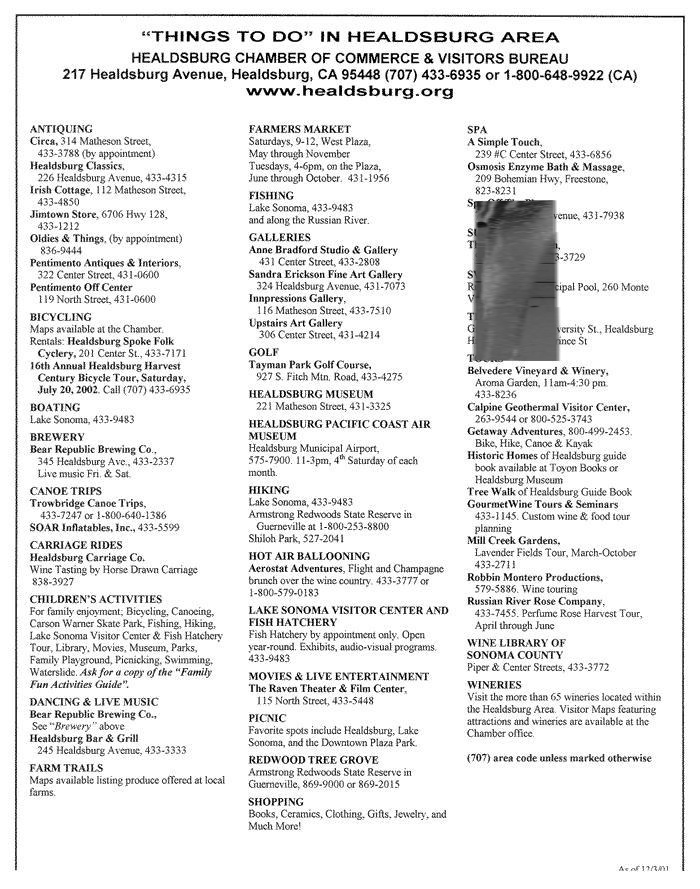 "THINGS TO DO" IN HEALDSBURG AREA
HEALDSBURG CHAMBER OF COMMERCE & VISITORS BUREAU
217 Healdsburg Avenue, Healdsburg, CA 95448 (707) 433-6935 or 1-800-648-9922 (CA)
www.healdsburg.org
ANTIQUING
Circa, 314 Matheson Street,
433-3788 (by appointment)
Healdsburg Classics,
226 Healdsburg Avenue, 433-4315
Irish Cottage, 112 Matheson Street,
433-4850
Jimtown Store, 6706 Hwy 128,
433-1212
Oldies & Things, (by appointment)
836-9444
Pentimento Antiques & Interiors,
322 Center Street, 431-0600
Pentimento Off Center
119 North Street, 431-0600
BICYCLING
Maps available at the Chamber.
Rentals: Healdsburg Spoke Folk
Cyclery, 201 Center St., 433-7171
16th Annual Healdsburg Harvest
Century Bicycle Tour, Saturday,
July 20, 2002. Call (707) 433-6935
BOATING
Lake Sonoma, 433-9483
BREWERY
Bear Republic Brewing Co.,
345 Healdsburg Ave., 433-2337
Live music Fri. & Sat.
CANOE TRIPS
Trowbridge Canoe Trips,
433-7247 or 1-800-640-1386
SOAR Inflatables, Inc., 433-5599
CARRIAGE RIDES
Healdsburg Carriage Co.
Wine Tasting by Horse Drawn Carriage
838-3927
CHILDREN'S ACTIVITIES
For family enjoyment; Bicycling, Canoeing,
Carson Warner Skate Park, Fishing, Hiking,
Lake Sonoma Visitor Center & Fish Hatchery
Tour, Library, Movies, Museum, Parks,
Family Playground, Picnicking, Swimming,
Waterslide. Ask for a copy of the "Family
Fun Activities Guide".
DANCING & LIVE MUSIC
Bear Republic Brewing Co.,
See "Brewery" above
Healdsburg Bar & Grill
245 Healdsburg Avenue, 433-3333
FARM TRAILS
Maps available listing produce offered at local
farms.
FARMERS MARKET
Saturdays, 9-12, West Plaza,
May through November
Tuesdays, 4-6pm, on the Plaza,
June through October. 431-1956
FISHING
Lake Sonoma, 433-9483
and along the Russian River.
GALLERIES
Anne Bradford Studio & Gallery
431 Center Street, 433-2808
Sandra Erickson Fine Art Gallery
324 Healdsburg Avenue, 431-7073
Innpressions Gallery,
116 Matheson Street, 433-7510
Upstairs Art Gallery
306 Center Street, 431-4214
GOLF
Tayman Park Golf Course,
927 S. Fitch Mtn. Road, 433-4275
HEALDSBURG MUSEUM
221 Matheson Street, 431-3325
HEALDSBURG PACIFIC COAST AIR
MUSEUM
Healdsburg Municipal Airport,
575-7900. 11-3pm, 4th Saturday of each
month.
HIKING
Lake Sonoma, 433-9483
Armstrong Redwoods State Reserve in
Guerneville at 1-800-253-8800
Shiloh Park, 527-2041
HOT AIR BALLOONING
Aerostat Adventures, Flight and Champagne
brunch over the wine country. 433-3777 or
1-800-579-0183
LAKE SONOMA VISITOR CENTER AND
FISH HATCHERY
Fish Hatchery by appointment only. Open
year-round. Exhibits, audio-visual programs.
433-9483
MOVIES & LIVE ENTERTAINMENT
The Raven Theater & Film Center,
115 North Street, 433-5448
PICNIC
Favorite spots include Healdsburg, Lake
Sonoma, and the Downtown Plaza Park.
REDWOOD TREE GROVE
Armstrong Redwoods State Reserve in
Guerneville, 869-9000 or 869-2015
SHOPPING
Books, Ceramics, Clothing, Gifts, Jewelry, and
Much More!
SPA
A Simple Touch,
239 #C Center Street, 433-6856
Osmosis Enzyme Bath & Massage,
209 Bohemian Hwy, Freestone,
823-8231
431-7938
Pool, 260 Monte
St., Healdsburg
St
TOURS
Belvedere Vineyard & Winery,
Aroma Garden, 11am-4:30 pm.
433-8236
Calpine Geothermal Visitor Center,
263-9544 or 800-525-3743
Getaway Adventures, 800-499-2453.
Bike, Hike, Canoe & Kayak
Historic Homes of Healdsburg guide
book available at Toyon Books or
Healdsburg Museum
Tree Walk of Healdsburg Guide Book
GourmetWine Tours & Seminars
433-1145. Custom wine & food tour
planning
Mill Creek Gardens,
Lavender Fields Tour, March-October
433-2711
Robbin Montero Productions,
579-5886. Wine touring
Russian River Rose Company,
433-7455. Perfume Rose Harvest Tour,
April through June
WINE LIBRARY OF
SONOMA COUNTY
Piper & Center Streets, 433-3772
WINERIES
Visit the more than 65 wineries located within
the Healdsburg Area. Visitor Maps featuring
attractions and wineries are available at the
Chamber office.
(707) area code unless marked otherwise
As of 12/3/01